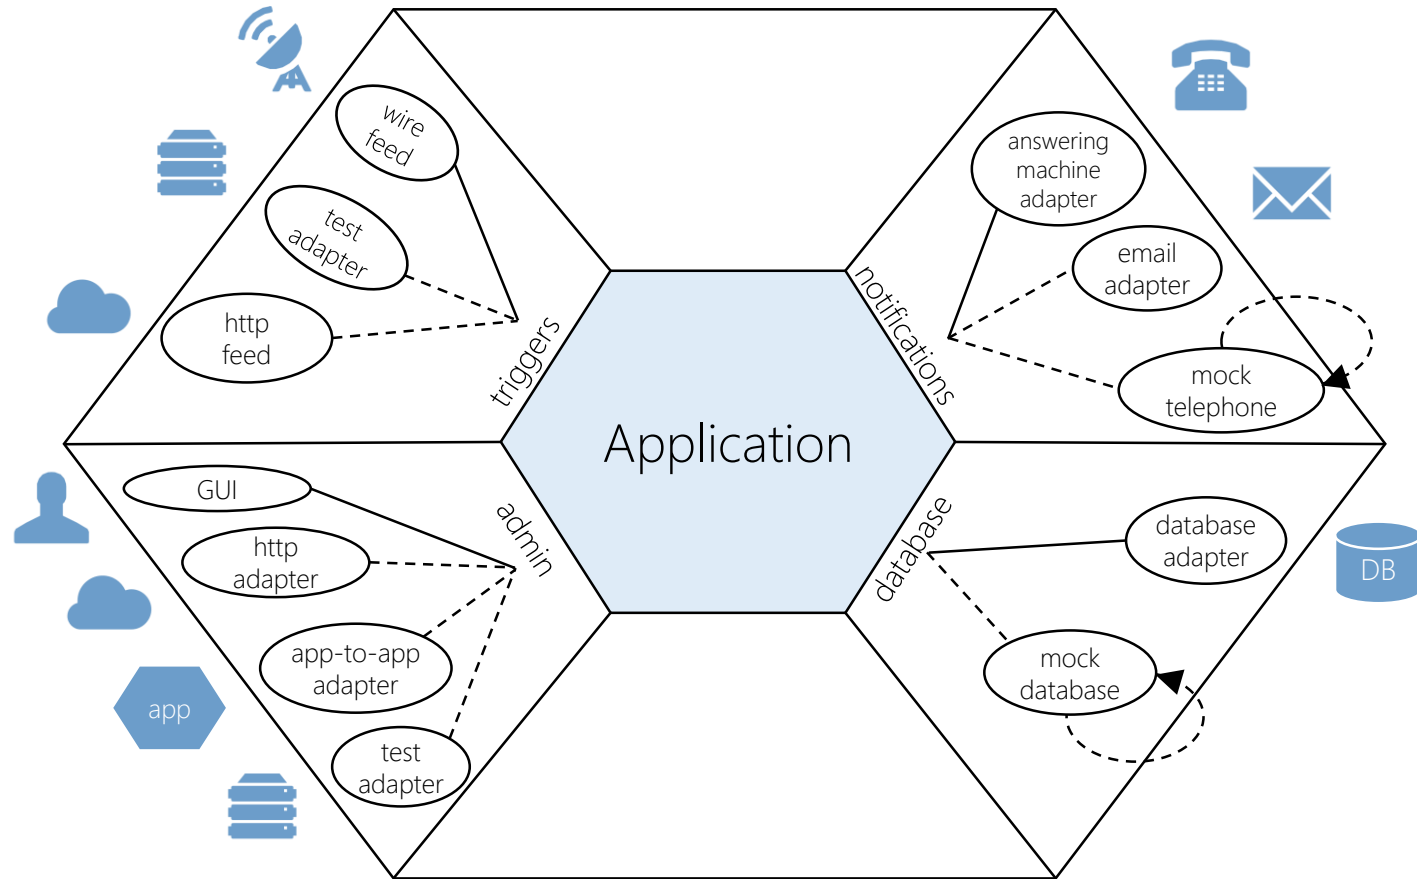 wire
feed
test
adapter
http
feed
triggers
answering
machine
adapter
email
adapter
mock
telephone
notifications
Application
GUI
http
adapter
app-to-app
adapter
test
adapter
admin
app
database
database
adapter
mock
database
DB